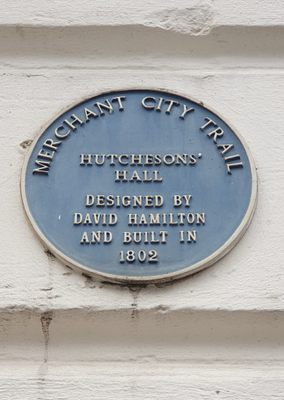 MERCHANT CITY TRAIL
HUTCHESONS'
HALL
DESIGNED BY
DAVID HAMILTON
AND BUILT IN
1802